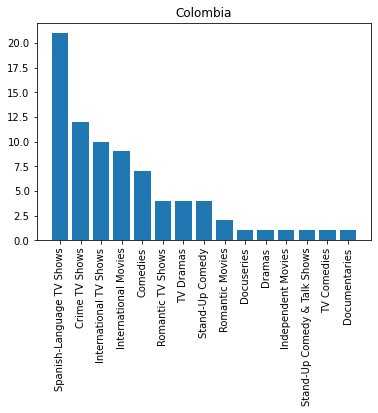 Colombia
20.0
17.5
15.0
12.5
10.0
7.5
5.0
2.5
0.0
Spanish-Language TV Shows
Crime TV Shows
International TV Shows
International Movies
Comedies
Romantic TV Shows
TV Dramas
Stand-Up Comedy
Romantic Movies
Docuseries
Dramas
Independent Movies
Stand-Up Comedy & Talk Shows
TV Comedies
Documentaries